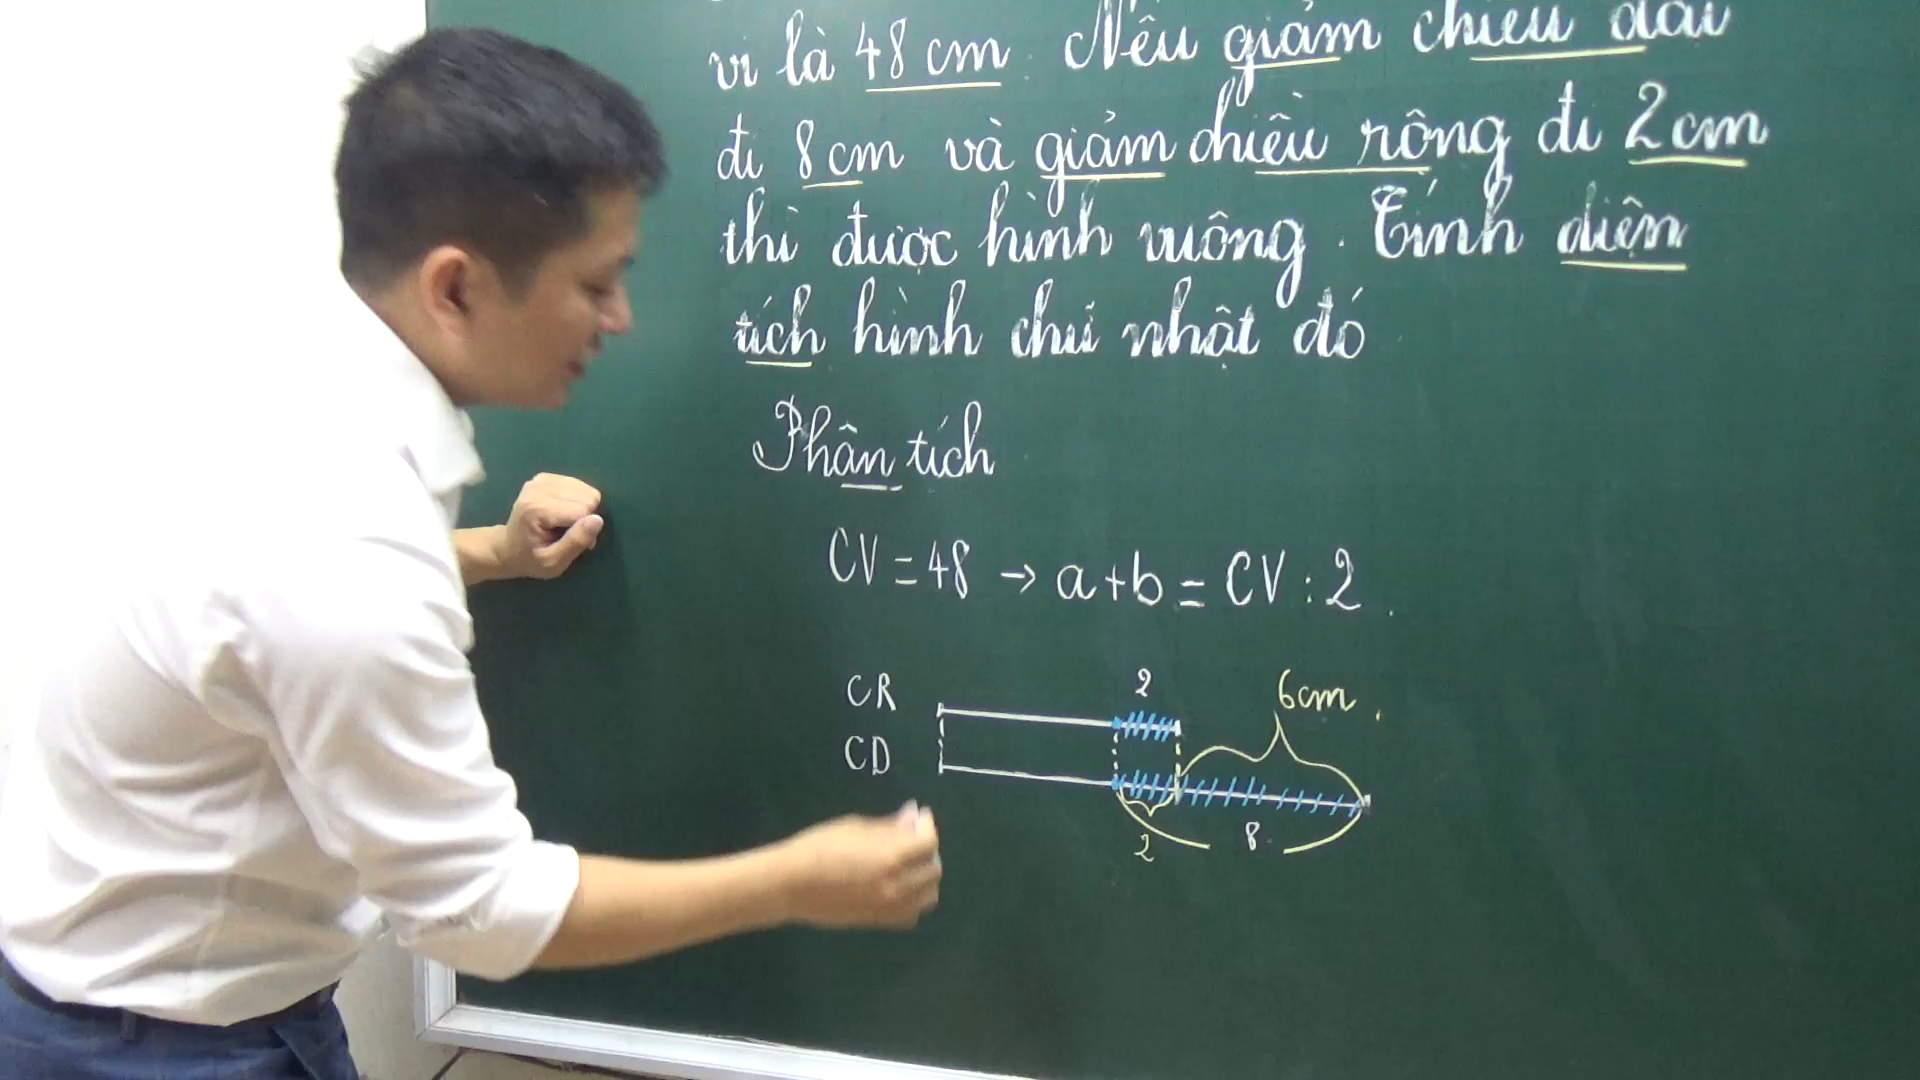 vi là 48 cm. Nếu giảm chiều dài
đi 8 cm và giảm chiều rộng đi 2 cm
thì được hình vuông. Tính diện
tích hình chữ nhật đó
Phân tích
CV = 48 → a + b = CV : 2
CR 2 6cm
CD
2 8